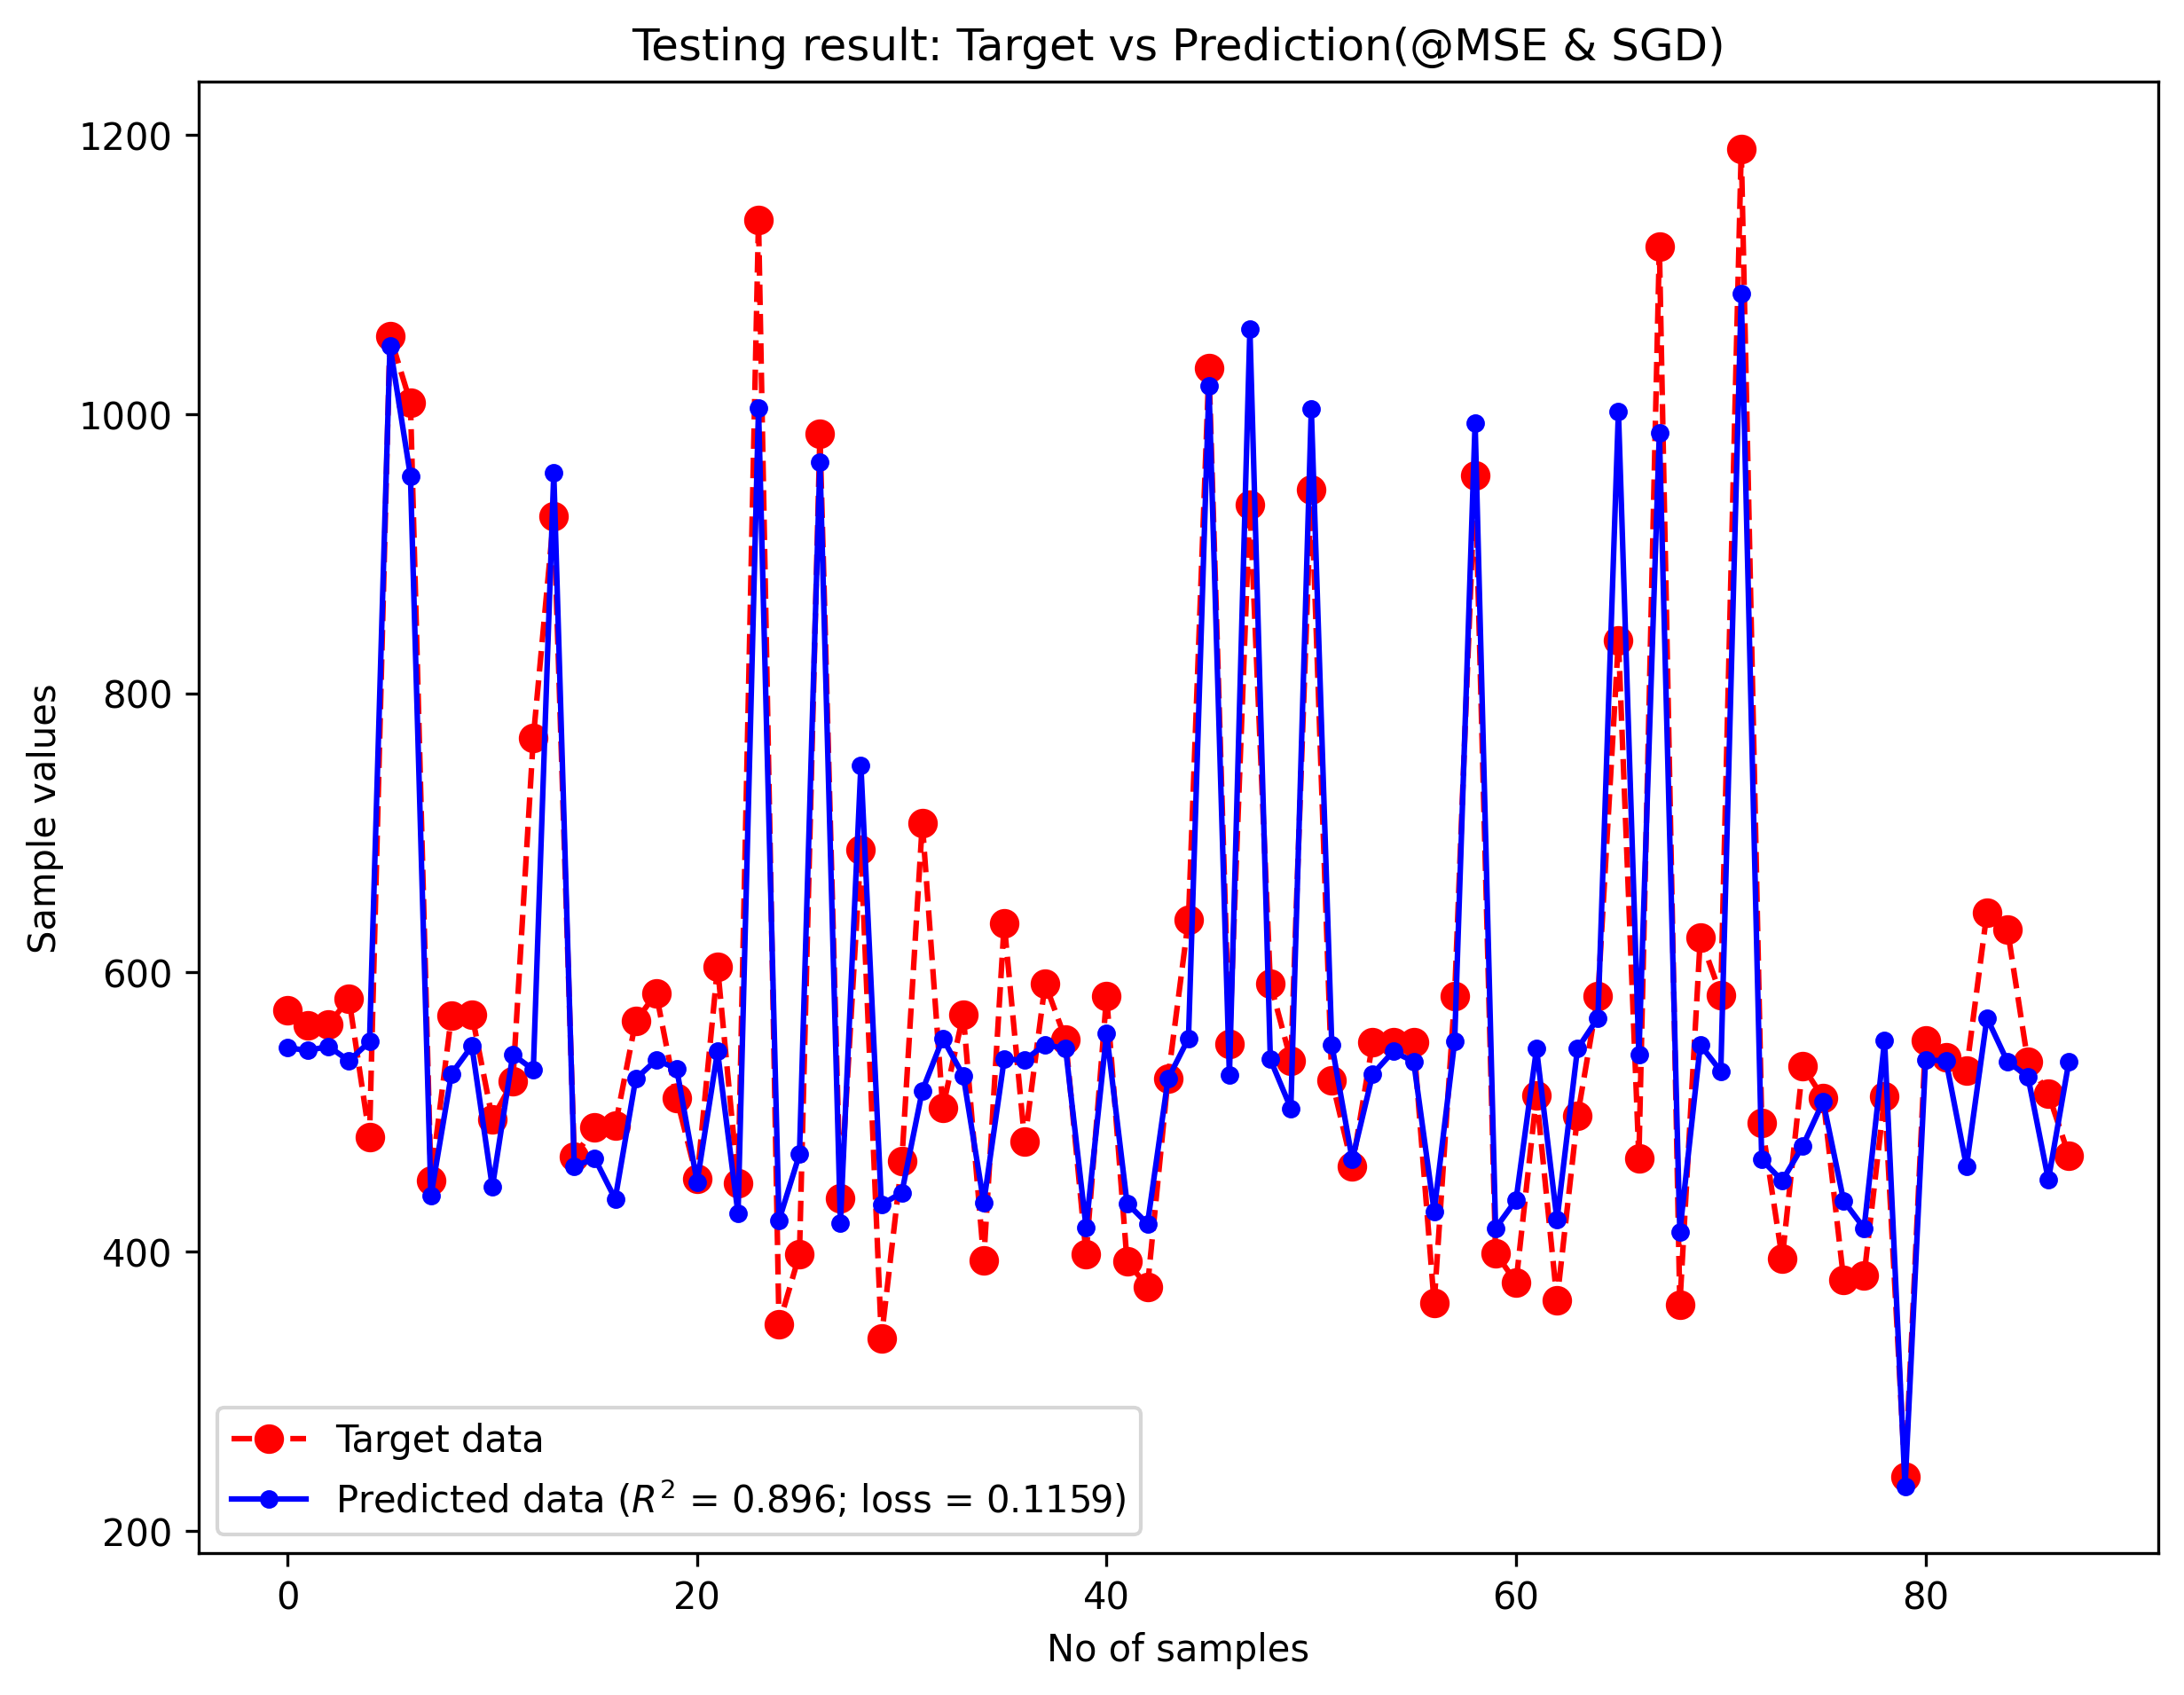 Testing result: Target vs Prediction(@MSE & SGD)
1200
1000
800
600
400
200
Sample values
Target data
Predicted data (R² = 0.896; loss = 0.1159)
0 20 40 60 80
No of samples